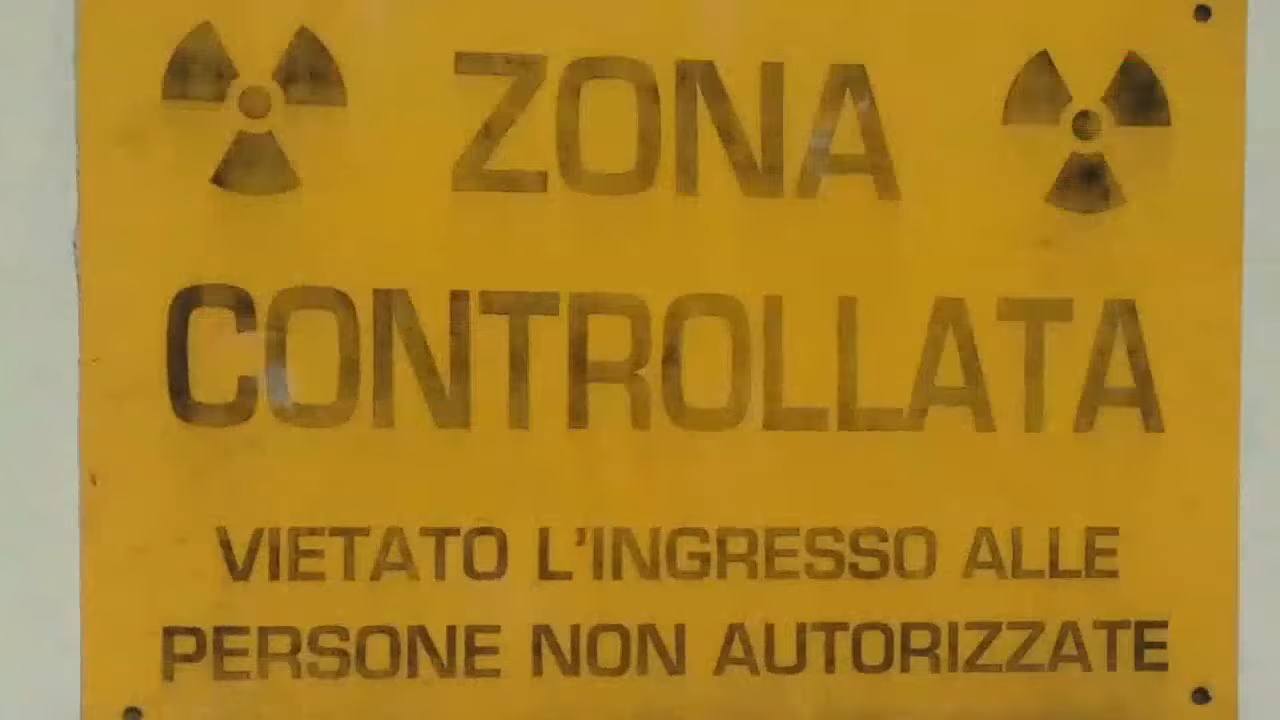 ZONA
CONTROLLATA
VIETATO L'INGRESSO ALLE
PERSONE NON AUTORIZZATE